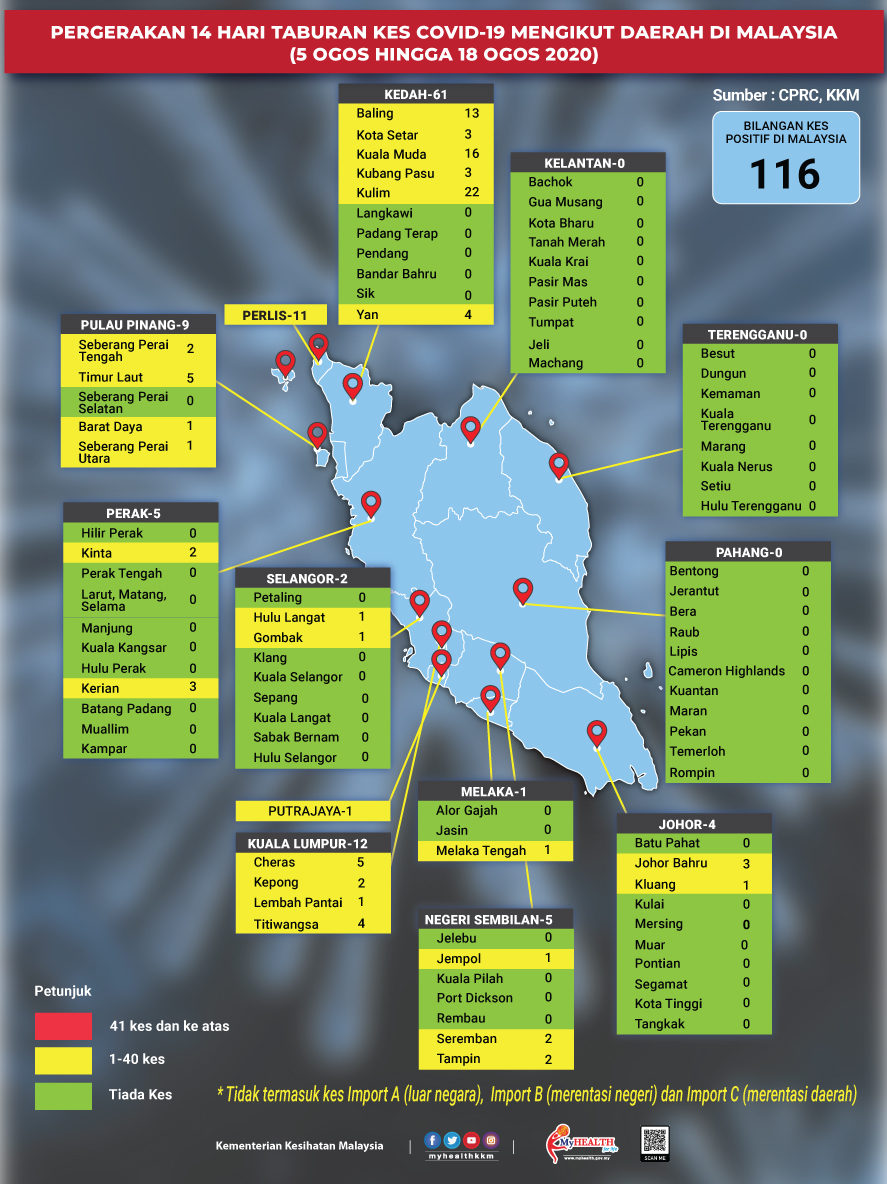 PERGERAKAN 14 HARI TABURAN KES COVID-19 MENGIKUT DAERAH DI MALAYSIA
(5 OGOS HINGGA 18 OGOS 2020)
Sumber : CPRC, KKM
BILANGAN KES
POSITIF DI MALAYSIA
116
KEDAH-61
Baling 13
Kota Setar 3
Kuala Muda 16
Kubang Pasu 3
Kulim 22
Langkawi 0
Padang Terap 0
Pendang 0
Bandar Bahru 0
Sik 0
Yan 4
KELANTAN-0
Bachok 0
Gua Musang 0
Kota Bharu 0
Tanah Merah 0
Kuala Krai 0
Pasir Mas 0
Pasir Puteh 0
Tumpat 0
Jeli 0
Machang 0
PERLIS-11
PULAU PINANG-9
Seberang Perai
Tengah 2
Timur Laut 5
Seberang Perai
Selatan 0
Barat Daya 1
Seberang Perai
Utara 1
TERENGGANU-0
Besut 0
Dungun 0
Kemaman 0
Kuala
Terengganu 0
Marang 0
Kuala Nerus 0
Setiu 0
Hulu Terengganu 0
PERAK-5
Hilir Perak 0
Kinta 2
Perak Tengah 0
Larut, Matang,
Selama 0
Manjung 0
Kuala Kangsar 0
Hulu Perak 0
Kerian 3
Batang Padang 0
Muallim 0
Kampar 0
SELANGOR-2
Petaling 0
Hulu Langat 1
Gombak 1
Klang 0
Kuala Selangor 0
Sepang 0
Kuala Langat 0
Sabak Bernam 0
Hulu Selangor 0
PAHANG-0
Bentong 0
Jerantut 0
Bera 0
Raub 0
Lipis 0
Cameron Highlands 0
Kuantan 0
Maran 0
Pekan 0
Temerloh 0
Rompin 0
PUTRAJAYA-1
KUALA LUMPUR-12
Cheras 5
Kepong 2
Lembah Pantai 1
Titiwangsa 4
MELAKA-1
Alor Gajah 0
Jasin 0
Melaka Tengah 1
NEGERI SEMBILAN-5
Jelebu 0
Jempol 1
Kuala Pilah 0
Port Dickson 0
Rembau 0
Seremban 2
Tampin 2
JOHOR-4
Batu Pahat 0
Johor Bahru 3
Kluang 1
Kulai 0
Mersing 0
Muar 0
Pontian 0
Segamat 0
Kota Tinggi 0
Tangkak 0
Petunjuk
41 kes dan ke atas
1-40 kes
Tiada Kes
* Tidak termasuk kes Import A (luar negara), Import B (merentasi negeri) dan Import C (merentasi daerah)
Kementerian Kesihatan Malaysia
myhealthkkm
MyHEALTH
for life
www.myhealth.gov.my
SCAN ME